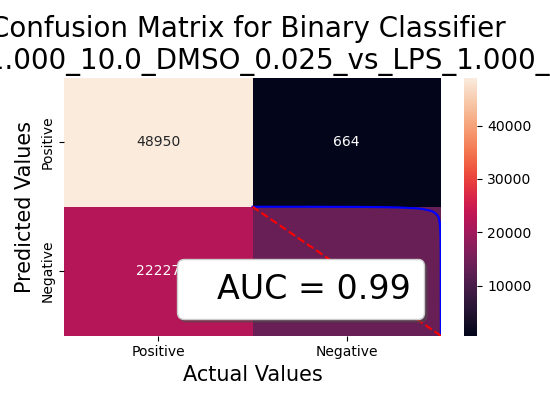 Confusion Matrix for Binary Classifier
1.000_10.0_DMSO_0.025_vs_LPS_1.000_
Predicted Values
Positive
Negative
48950
664
22227
AUC = 0.99
Positive
Negative
Actual Values
40000
30000
20000
10000